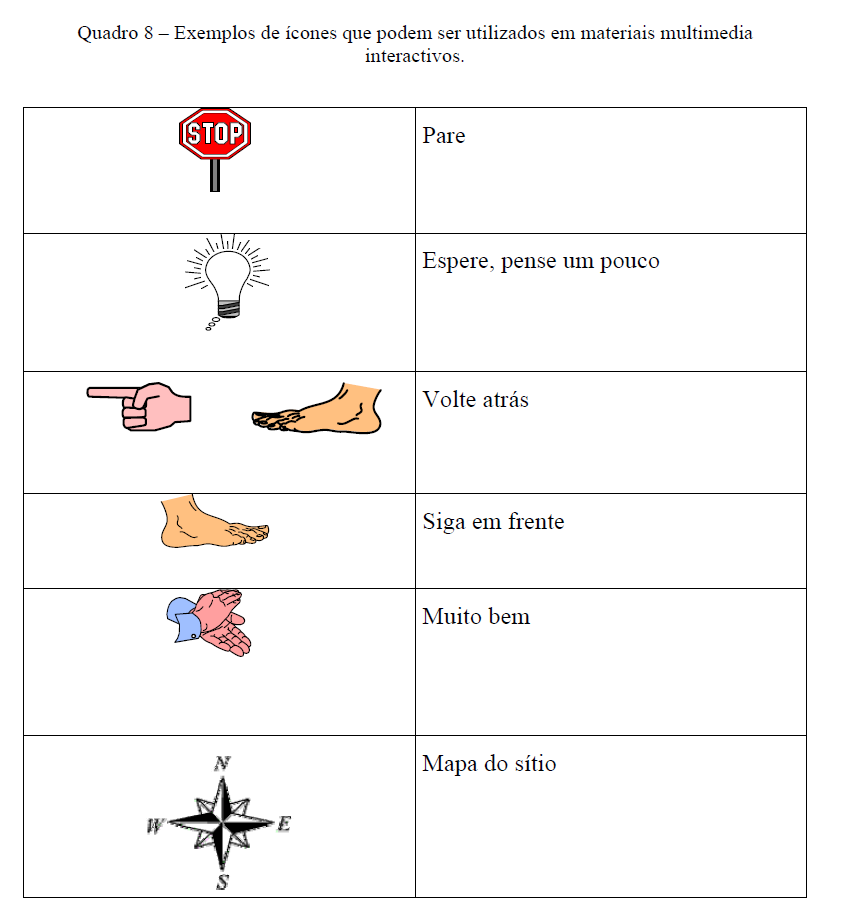 Quadro 8 – Exemplos de ícones que podem ser utilizados em materiais multimedia
interactivos.
STOP
Pare
Espere, pense um pouco
Volte atrás
Siga em frente
Muito bem
Mapa do sítio
N
W
E
S